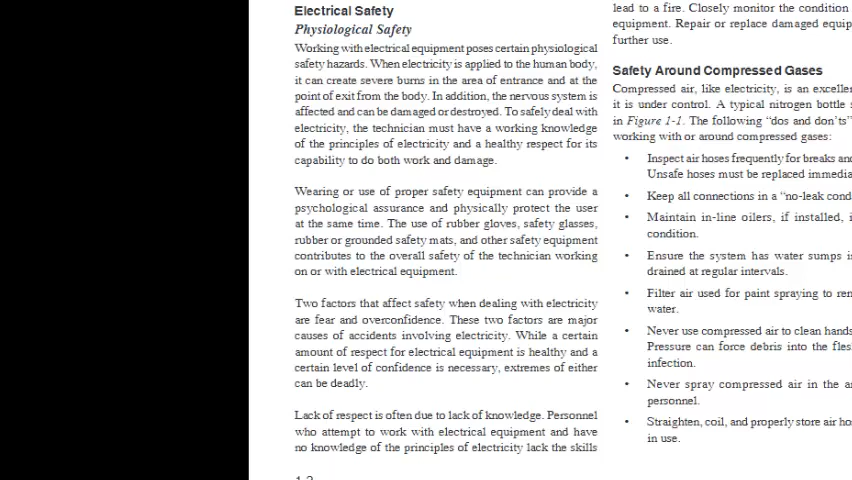 Electrical Safety
Physiological Safety
Working with electrical equipment poses certain physiological
safety hazards. When electricity is applied to the human body,
it can create severe burns in the area of entrance and at the
point of exit from the body. In addition, the nervous system is
affected and can be damaged or destroyed. To safely deal with
electricity, the technician must have a working knowledge
of the principles of electricity and a healthy respect for its
capability to do both work and damage.
Wearing or use of proper safety equipment can provide a
psychological assurance and physically protect the user
at the same time. The use of rubber gloves, safety glasses,
rubber or grounded safety mats, and other safety equipment
contributes to the overall safety of the technician working
on or with electrical equipment.
Two factors that affect safety when dealing with electricity
are fear and overconfidence. These two factors are major
causes of accidents involving electricity. While a certain
amount of respect for electrical equipment is healthy and a
certain level of confidence is necessary, extremes of either
can be deadly.
Lack of respect is often due to lack of knowledge. Personnel
who attempt to work with electrical equipment and have
no knowledge of the principles of electricity lack the skills
lead to a fire. Closely monitor the condition
equipment. Repair or replace damaged equip
further use.
Safety Around Compressed Gases
Compressed air, like electricity, is an exceller
it is under control. A typical nitrogen bottle s
in Figure 1-1. The following “dos and don’ts”
working with or around compressed gases:
• Inspect air hoses frequently for breaks and
Unsafe hoses must be replaced immedia
• Keep all connections in a “no-leak cond
• Maintain in-line oilers, if installed, i
condition.
• Ensure the system has water sumps i
drained at regular intervals.
• Filter air used for paint spraying to ren
water.
• Never use compressed air to clean hands
Pressure can force debris into the fles
infection.
• Never spray compressed air in the a
personnel.
• Straighten, coil, and properly store air ho
in use.